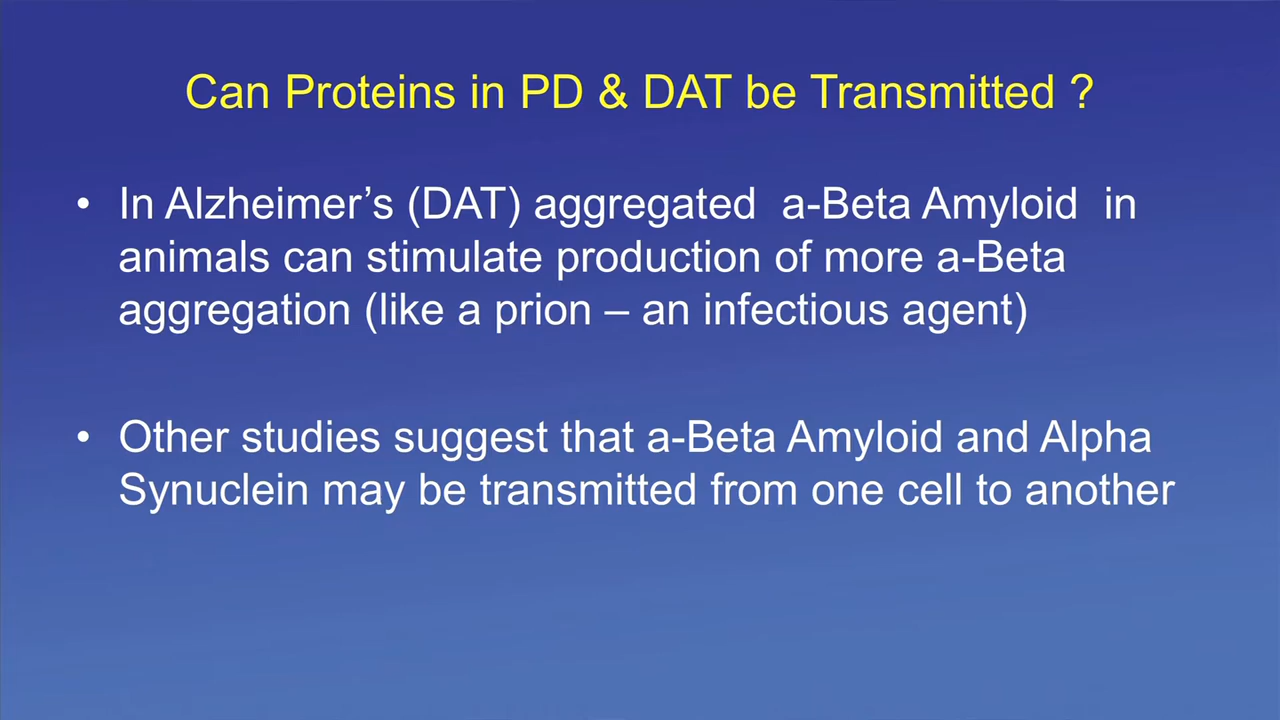 Can Proteins in PD & DAT be Transmitted ?
• In Alzheimer’s (DAT) aggregated a-Beta Amyloid in
animals can stimulate production of more a-Beta
aggregation (like a prion – an infectious agent)
• Other studies suggest that a-Beta Amyloid and Alpha
Synuclein may be transmitted from one cell to another